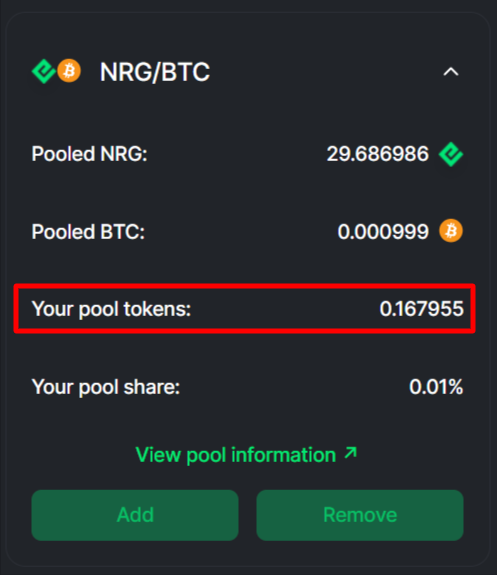 NRG/BTC
Pooled NRG: 29.686986
Pooled BTC: 0.000999
Your pool tokens: 0.167955
Your pool share: 0.01%
View pool information ↗
Add Remove